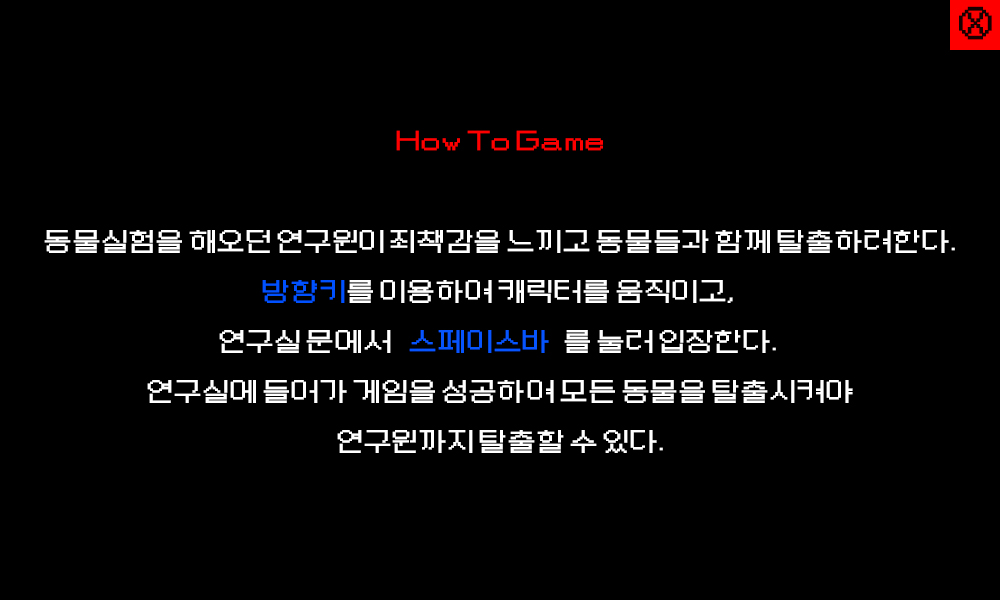 How To Game
동물실험을 해오던 연구원이 죄책감을 느끼고 동물들과 함께 탈출하려한다.
방향키를 이용하여 캐릭터를 움직이고,
연구실 문에서 스페이스바 를 눌러 입장한다.
연구실에 들어가 게임을 성공하여 모든 동물을 탈출시켜야
연구원까지 탈출할 수 있다.